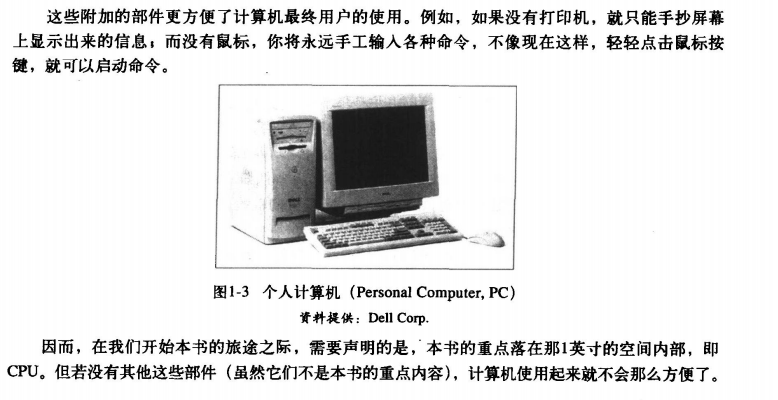 这些附加的部件更方便了计算机最终用户的使用。例如，如果没有打印机，就只能手抄屏幕
上显示出来的信息；而没有鼠标，你将永远手工输入各种命令，不像现在这样，轻轻点击鼠标按
键，就可以启动命令。
图1-3 个人计算机（Personal Computer, PC）
资料提供：Dell Corp.
因而，在我们开始本书的旅途之际，需要声明的是，本书的重点落在那1英寸的空间内部，即
CPU。但若没有其他这些部件（虽然它们不是本书的重点内容），计算机使用起来就不会那么方便了。